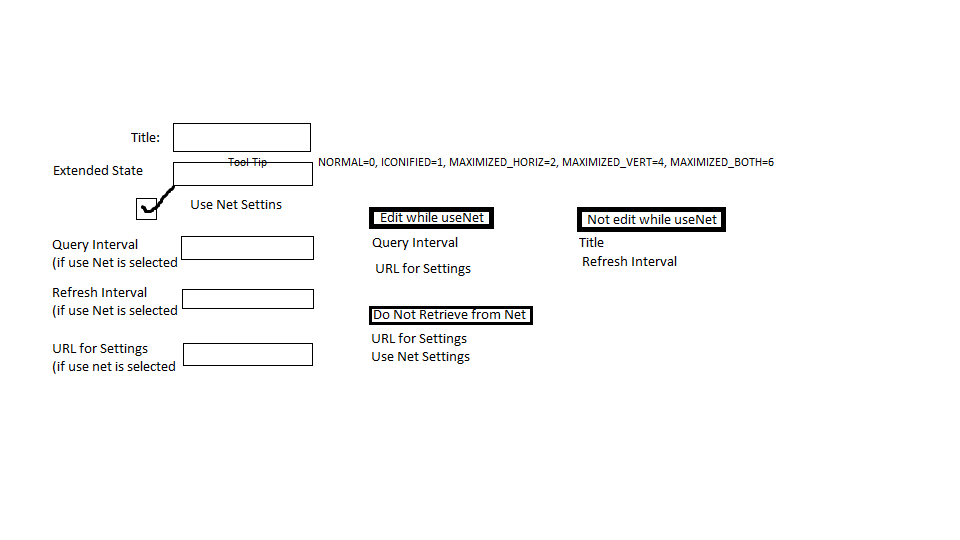 Title:
Tool Tip
NORMAL=0, ICONIFIED=1, MAXIMIZED_HORIZ=2, MAXIMIZED_VERT=4, MAXIMIZED_BOTH=6
Extended State
Use Net Settins
Edit while useNet
Not edit while useNet
Query Interval
(if use Net is selected
Query Interval
Title
URL for Settings
Refresh Interval
Refresh Interval
(if use Net is selected
Do Not Retrieve from Net
URL for Settings
Use Net Settings
URL for Settings
(if use net is selected